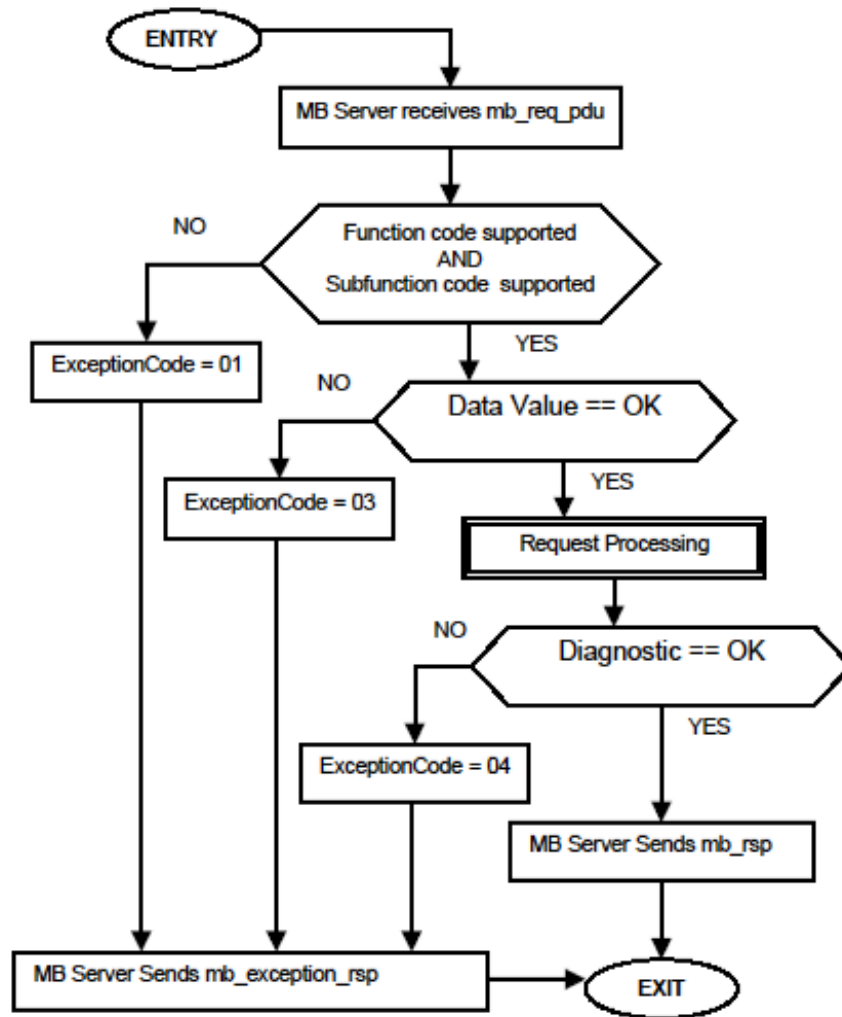 ENTRY
MB Server receives mb_req_pdu
NO
Function code supported
AND
Subfunction code supported
YES
ExceptionCode = 01
NO
Data Value == OK
YES
ExceptionCode = 03
Request Processing
NO
Diagnostic == OK
YES
ExceptionCode = 04
MB Server Sends mb_rsp
MB Server Sends mb_exception_rsp
EXIT